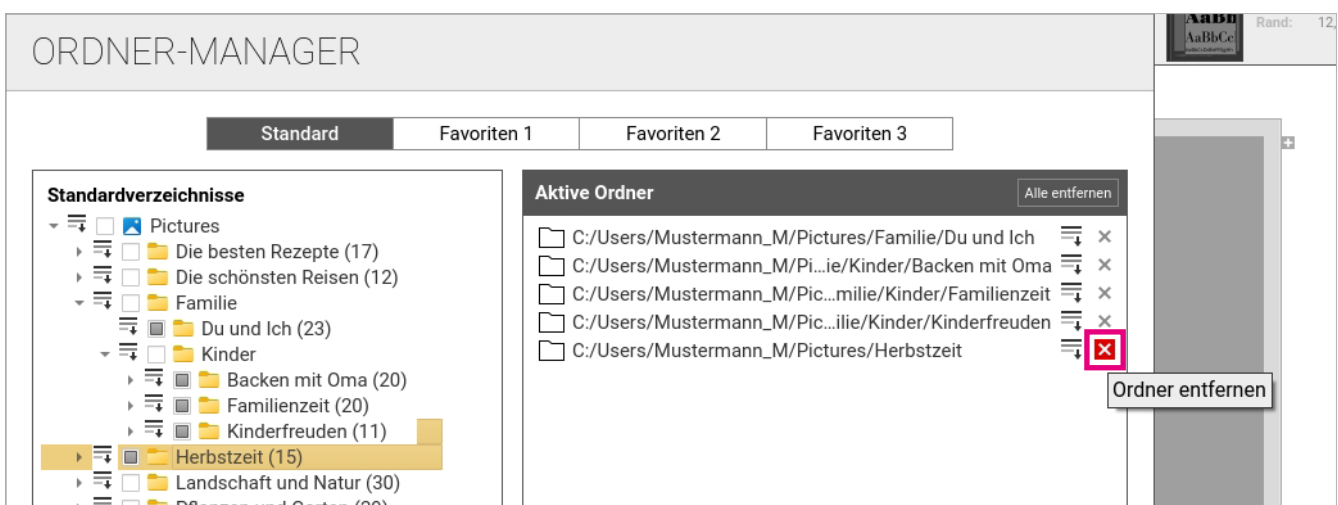 AaBb
AaBbCc
Rand: 12,
ORDNER-MANAGER
Standard
Favoriten 1
Favoriten 2
Favoriten 3
Standardverzeichnisse
Pictures
Die besten Rezepte (17)
Die schönsten Reisen (12)
Familie
Du und Ich (23)
Kinder
Backen mit Oma (20)
Familienzeit (20)
Kinderfreuden (11)
Herbstzeit (15)
Landschaft und Natur (30)
Aktive Ordner
Alle entfernen
C:/Users/Mustermann_M/Pictures/Familie/Du und Ich
C:/Users/Mustermann_M/Pi...ie/Kinder/Backen mit Oma
C:/Users/Mustermann_M/Pic...milie/Kinder/Familienzeit
C:/Users/Mustermann_M/Pic...ilie/Kinder/Kinderfreuden
C:/Users/Mustermann_M/Pictures/Herbstzeit
Ordner entfernen